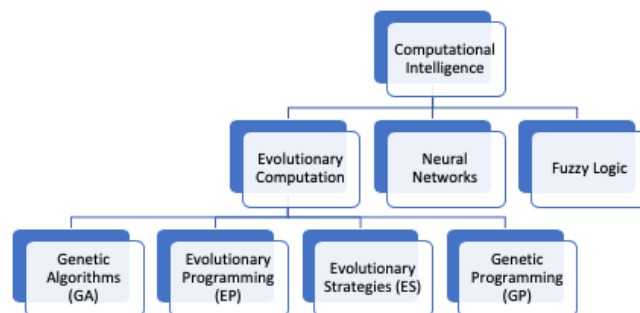 Computational
Intelligence
Evolutionary
Computation
Neural
Networks
Fuzzy Logic
Genetic
Algorithms
(GA)
Evolutionary
Programming
(EP)
Evolutionary
Strategies (ES)
Genetic
Programming
(GP)